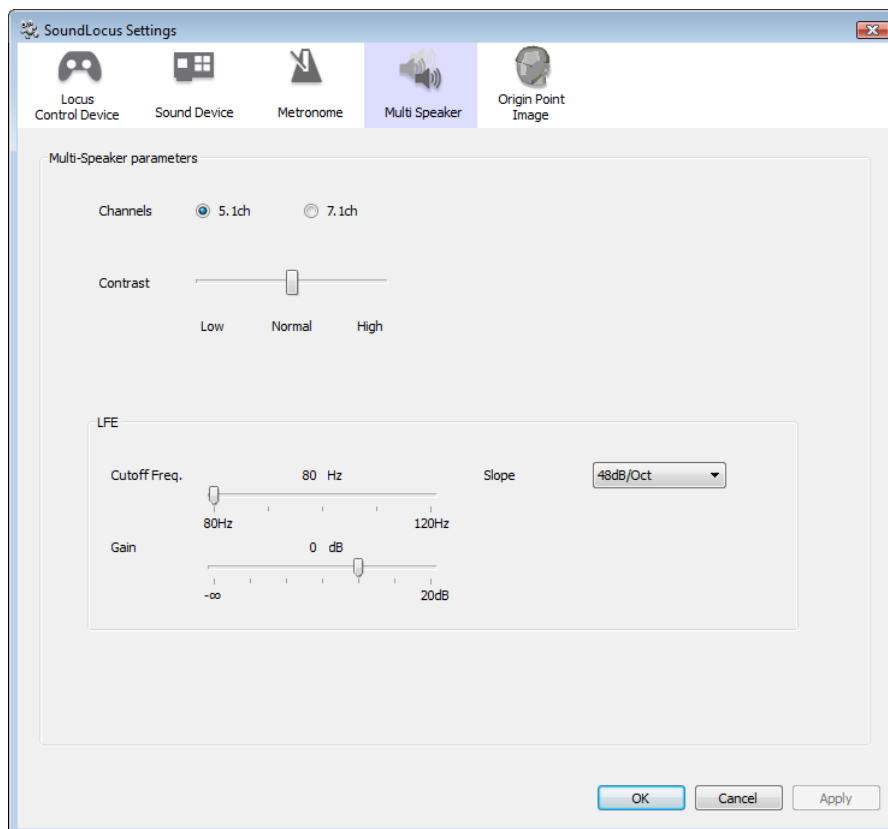 SoundLocus Settings
Locus
Control Device
Sound Device
Metronome
Multi Speaker
Origin Point
Image
Multi-Speaker parameters
Channels 5.1ch 7.1ch
Contrast
Low Normal High
LFE
Cutoff Freq. 80 Hz Slope 48dB/Oct
80Hz 120Hz
Gain 0 dB
-∞ 20dB
OK Cancel Apply